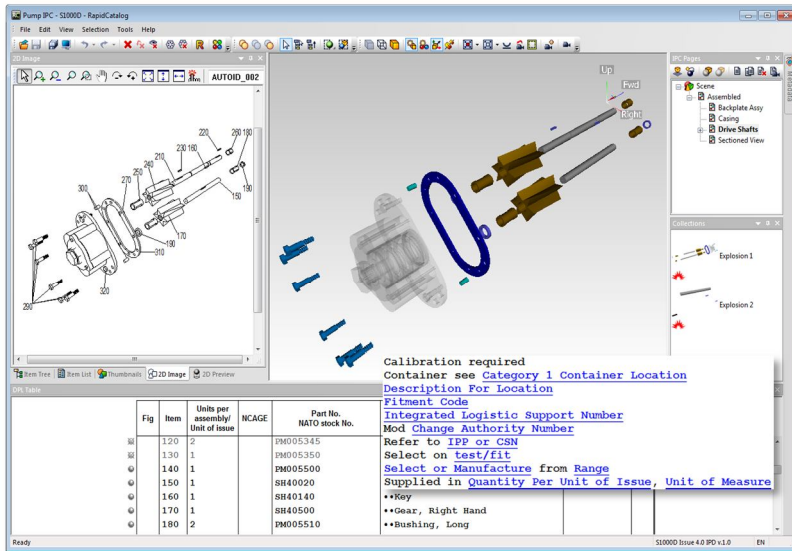 Pump IPC - S1000D - RapidCatalog
File Edit View Selection Tools Help
2D Image
AUTOID_002
220 260 180
230 160
210
240
250
270
300
150
190
170
190
310
320
290
Up
Fwd
Right
IPC Pages
Scene
Assembled
Backplate Assy
Casing
Drive Shafts
Sectioned View
Metadata
Collections
Explosion 1
Explosion 2
Item Tree Item List Thumbnails 2D Image 2D Preview
Calibration required
Container see Category 1 Container Location
Description For Location
Fitment Code
Integrated Logistic Support Number
Mod Change Authority Number
Refer to IPP or CSN
Select on test/fit
Select or Manufacture from Range
Supplied in Quantity Per Unit of Issue, Unit of Measure
DPL Table
Fig Item Units per assembly/ Unit of issue NCAGE Part No. NATO stock No.
120 2 PM005345
130 1 PM005350
140 1 PM005500
150 1 SH40020
160 1 SH40140 ••Key
170 1 SH40500 ••Gear, Right Hand
180 2 PM005510 ••Bushing, Long
Ready
S1000D Issue 4.0 IPD v.1.0 EN